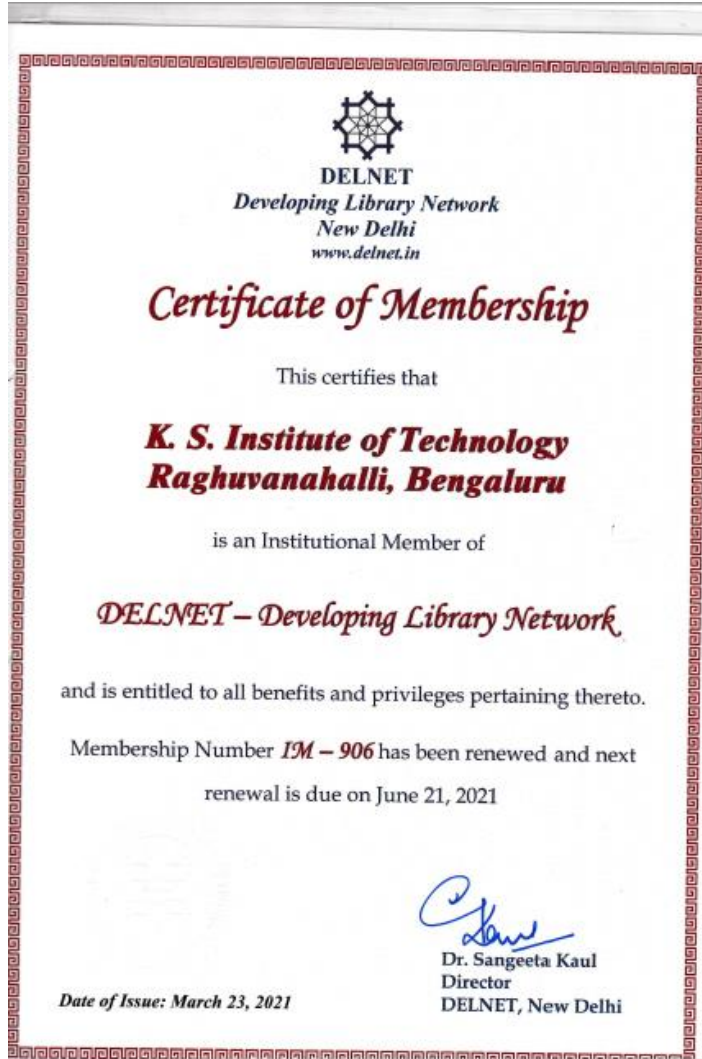 DELNET
Developing Library Network
New Delhi
www.delnet.in
Certificate of Membership
This certifies that
K. S. Institute of Technology
Raghuvanahalli, Bengaluru
is an Institutional Member of
DELNET – Developing Library Network
and is entitled to all benefits and privileges pertaining thereto.
Membership Number IM – 906 has been renewed and next
renewal is due on June 21, 2021
Dr. Sangeeta Kaul
Director
DELNET, New Delhi
Date of Issue: March 23, 2021